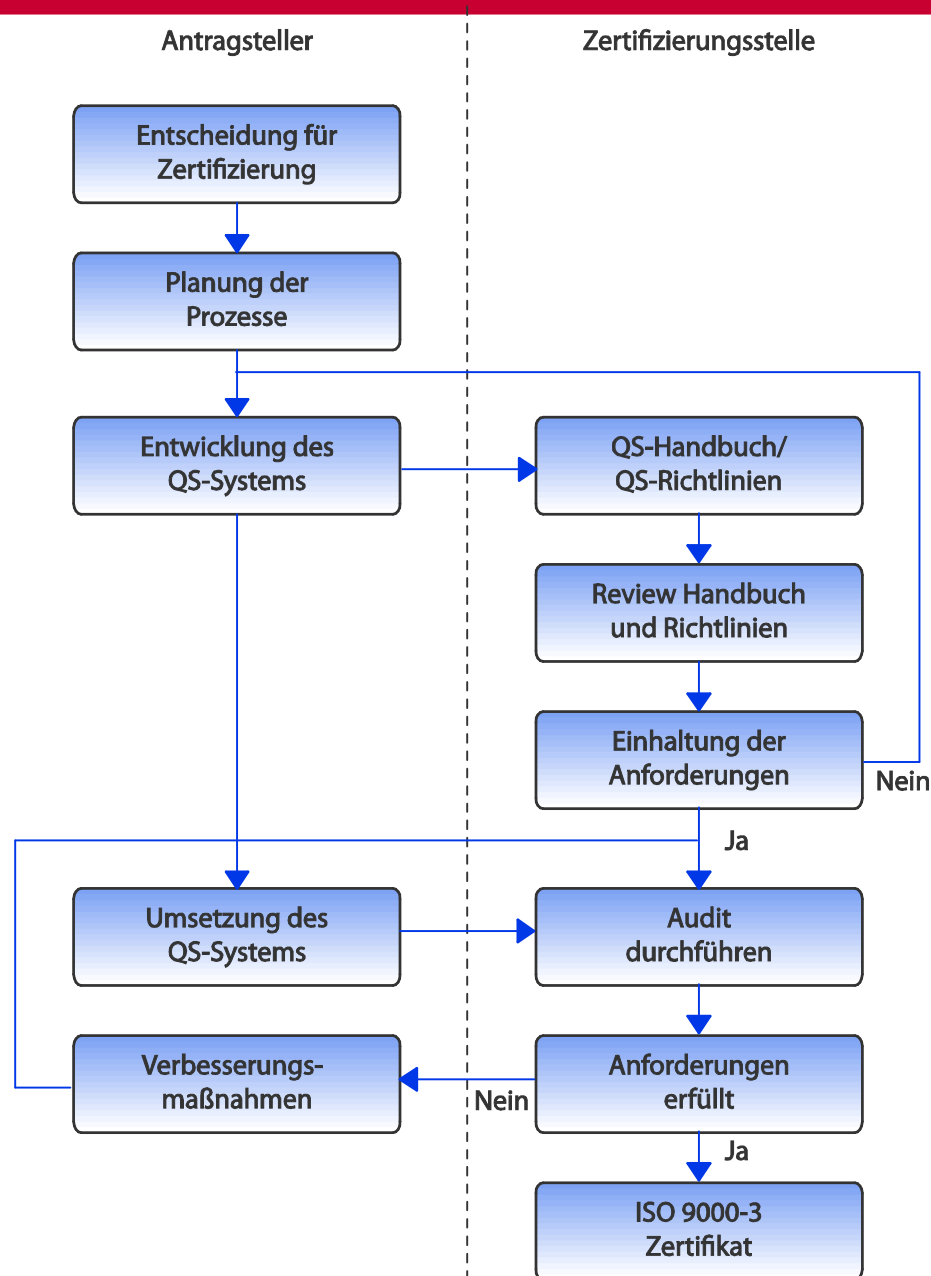 Antragsteller
Zertifizierungsstelle
Entscheidung für
Zertifizierung
Planung der
Prozesse
Entwicklung des
QS-Systems
QS-Handbuch/
QS-Richtlinien
Review Handbuch
und Richtlinien
Einhaltung der
Anforderungen
Nein
Ja
Umsetzung des
QS-Systems
Audit
durchführen
Verbesserungs-
maßnahmen
Nein
Anforderungen
erfüllt
Ja
ISO 9000-3
Zertifikat